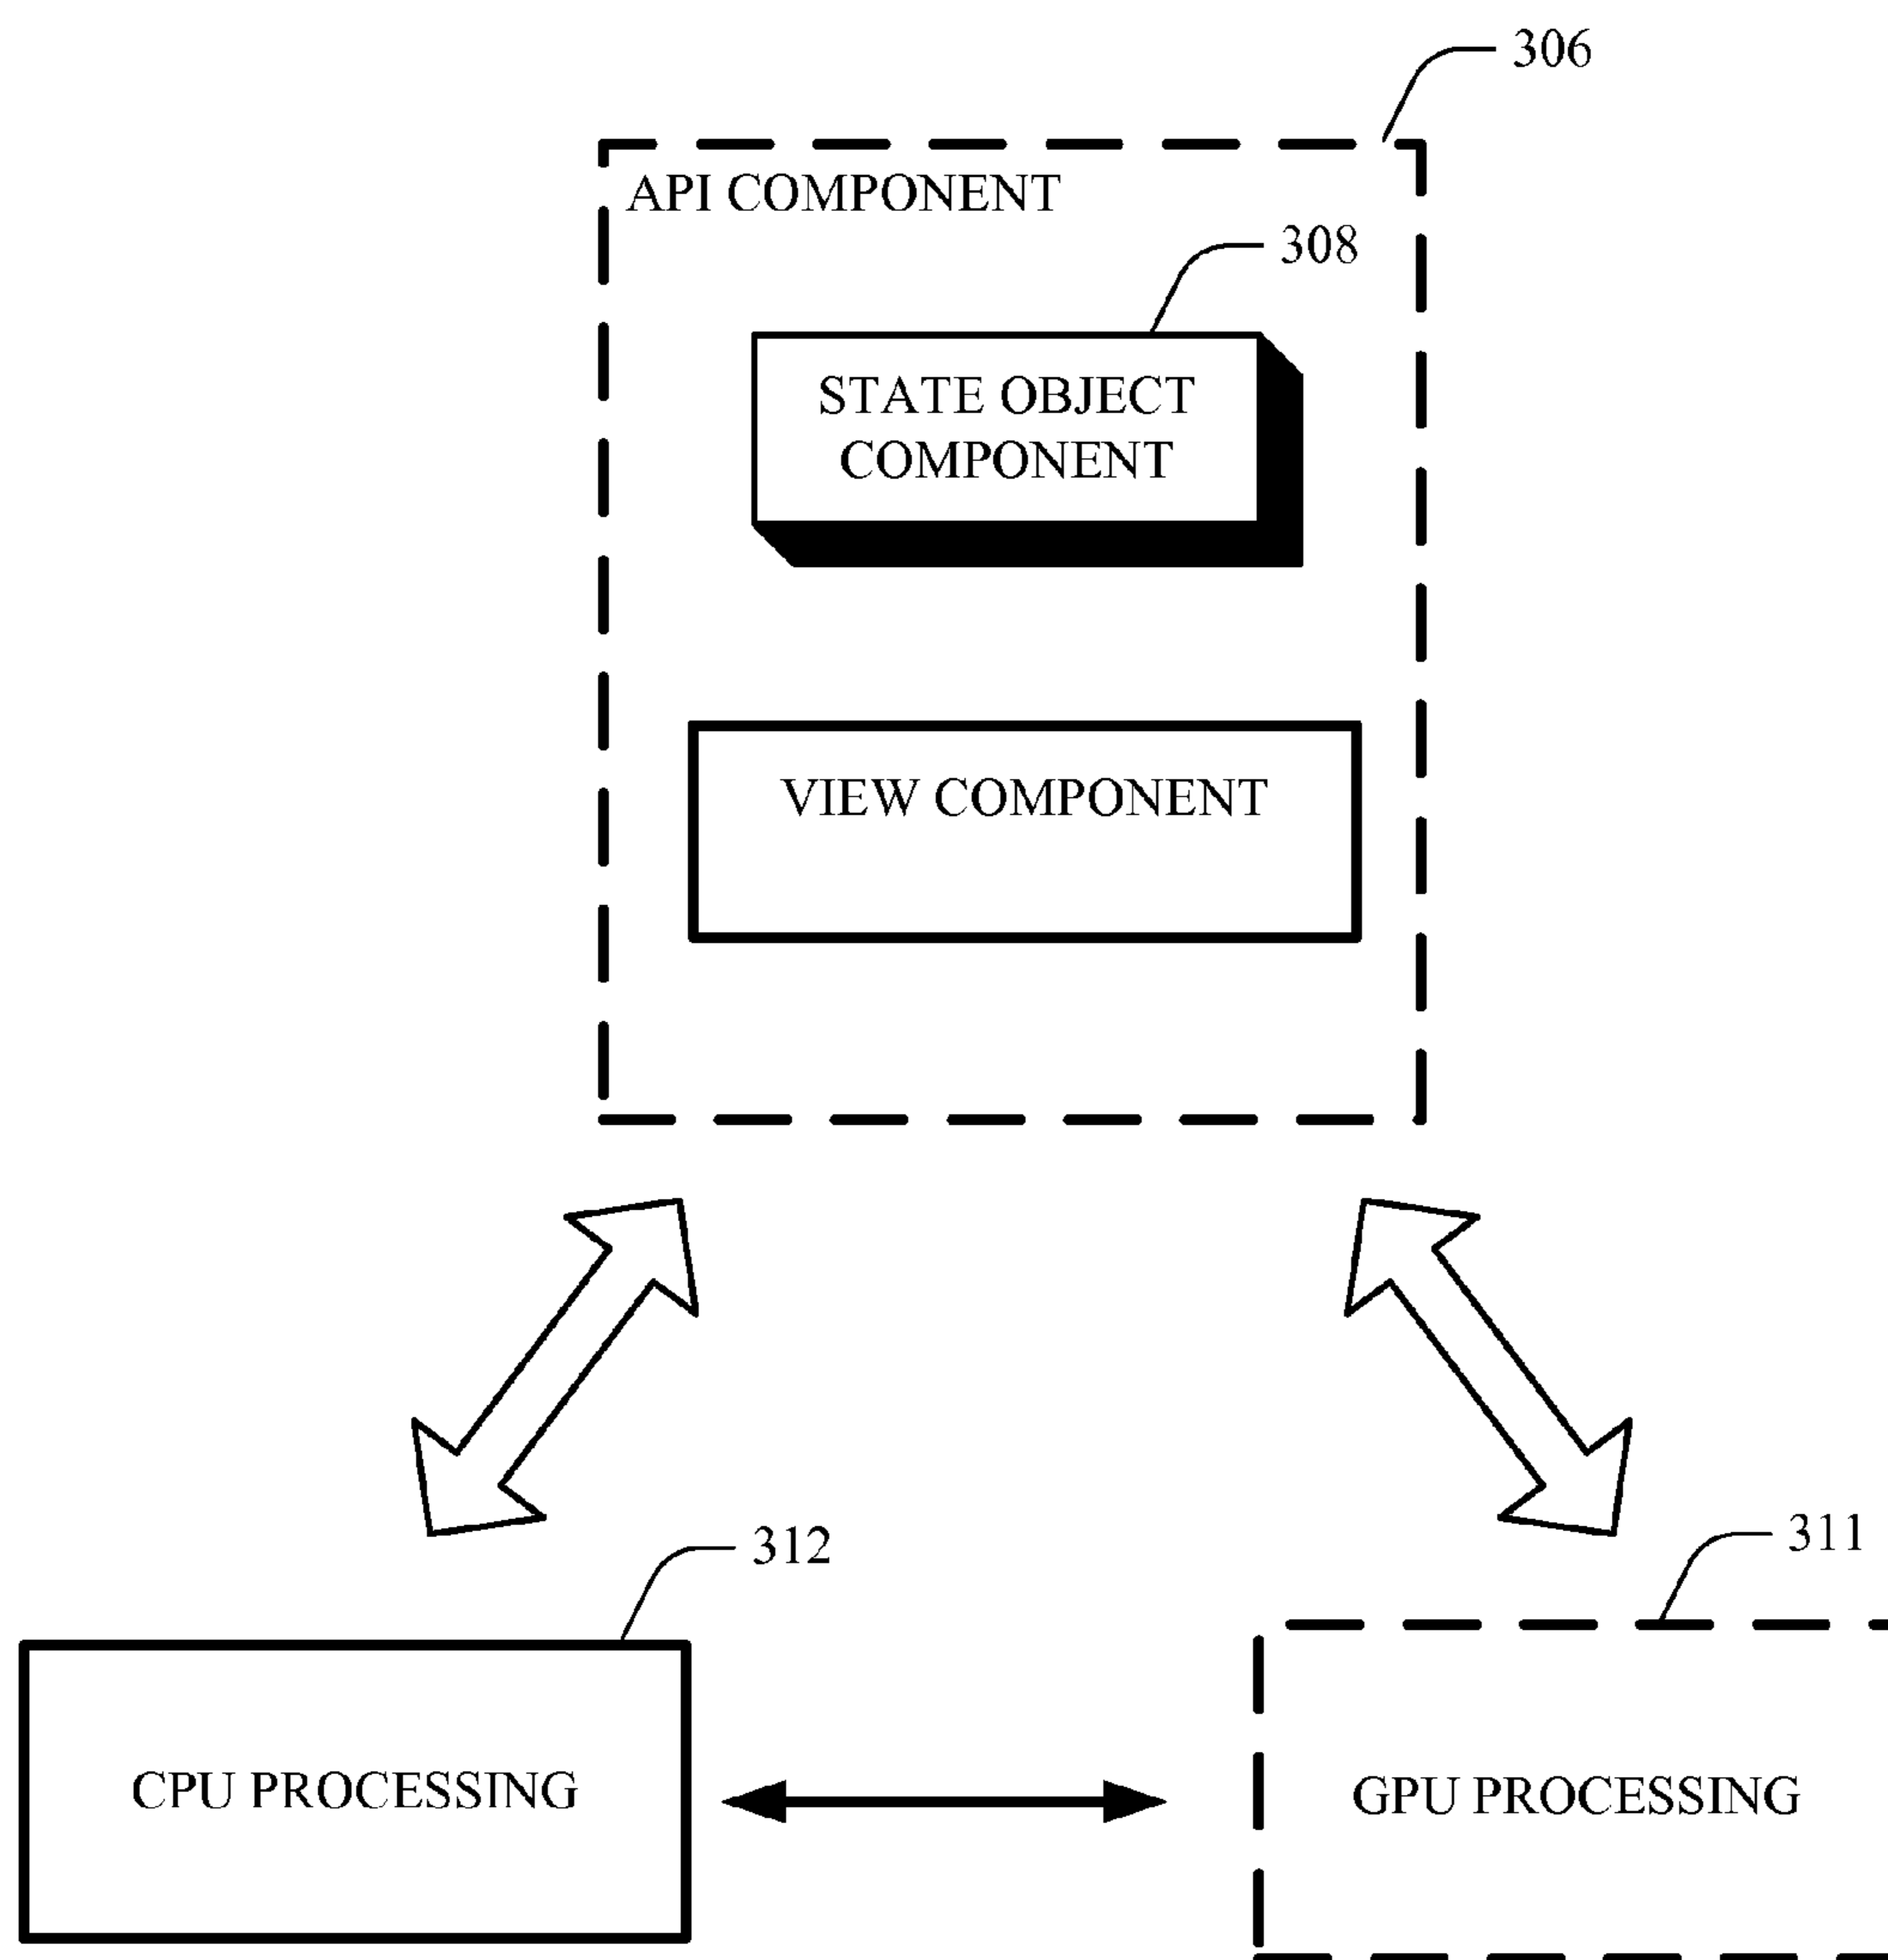 306
API COMPONENT
308
STATE OBJECT
COMPONENT
VIEW COMPONENT
312
311
CPU PROCESSING
GPU PROCESSING